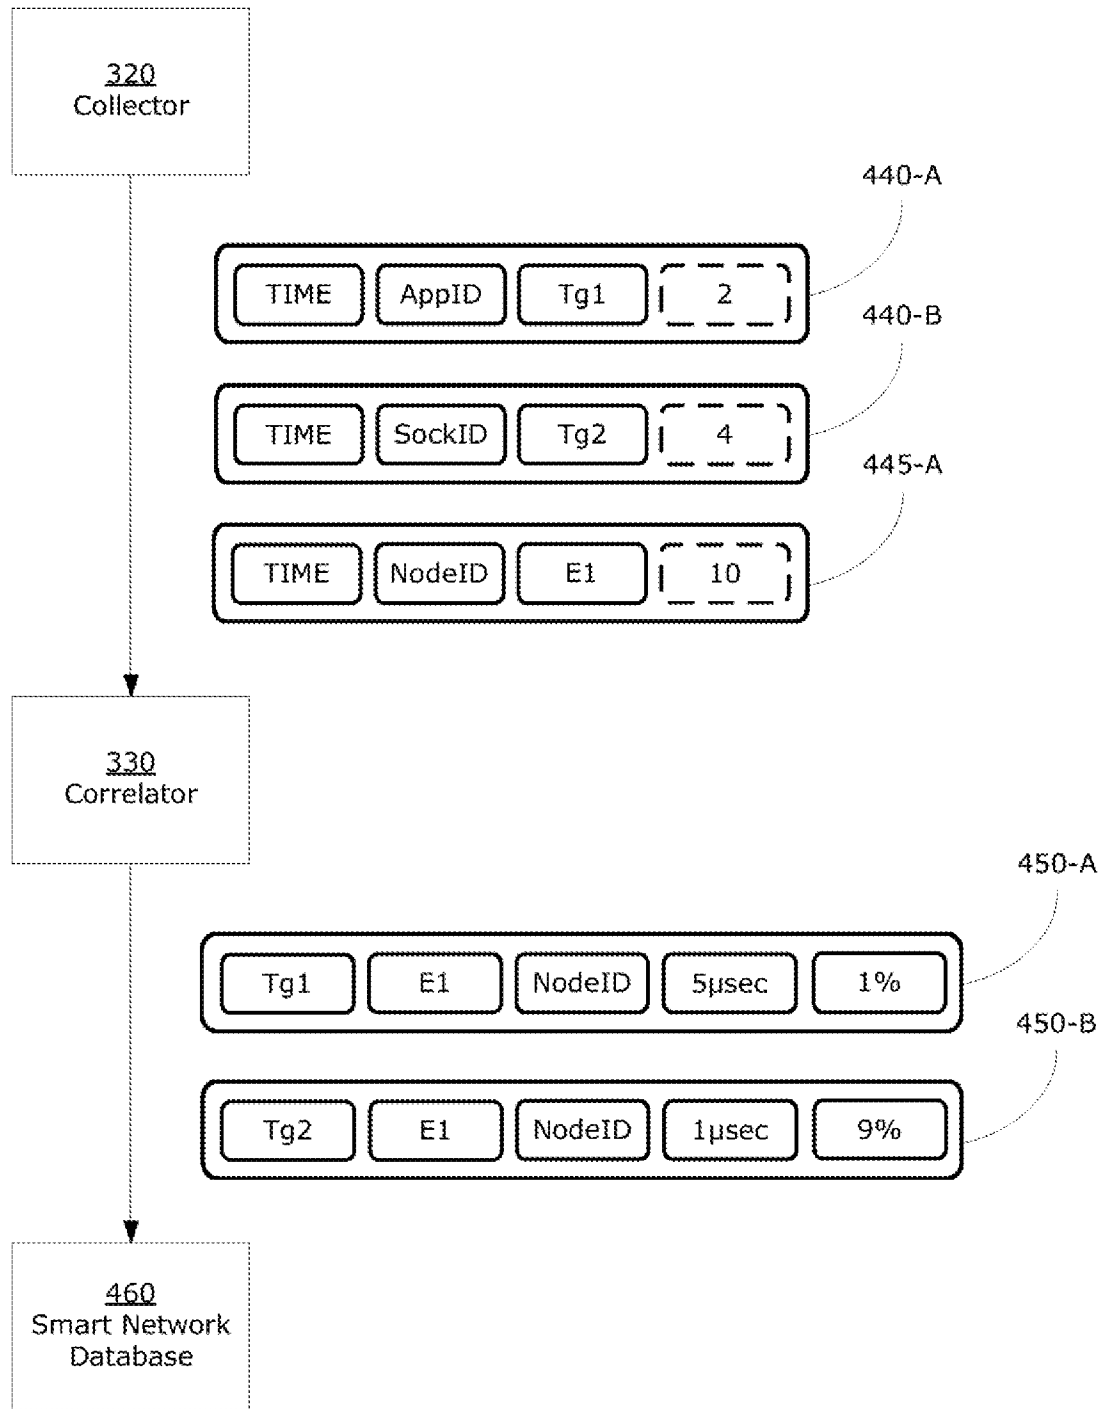 320
Collector
440-A
TIME AppID Tg1 2
440-B
TIME SockID Tg2 4
445-A
TIME NodeID E1 10
330
Correlator
450-A
Tg1 E1 NodeID 5µsec 1%
450-B
Tg2 E1 NodeID 1µsec 9%
460
Smart Network
Database